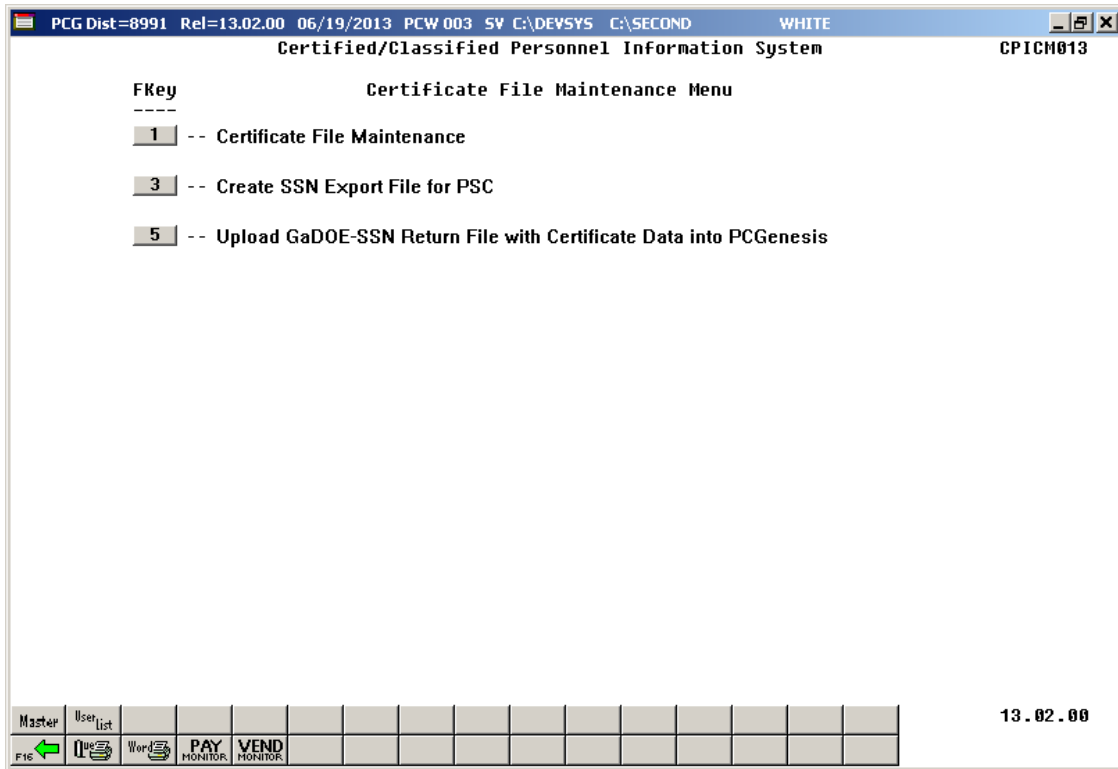 PCG Dist=8991 Rel=13.02.00 06/19/2013 PCW 003 SV C:\DEVSYS C:\SECOND WHITE
Certified/Classified Personnel Information System CPICM013
FKey Certificate File Maintenance Menu
----
1 -- Certificate File Maintenance
3 -- Create SSN Export File for PSC
5 -- Upload GaDOE-SSN Return File with Certificate Data into PCGenesis
Master User List 13.02.00
F16 Que Word PAY MONITOR VEND MONITOR